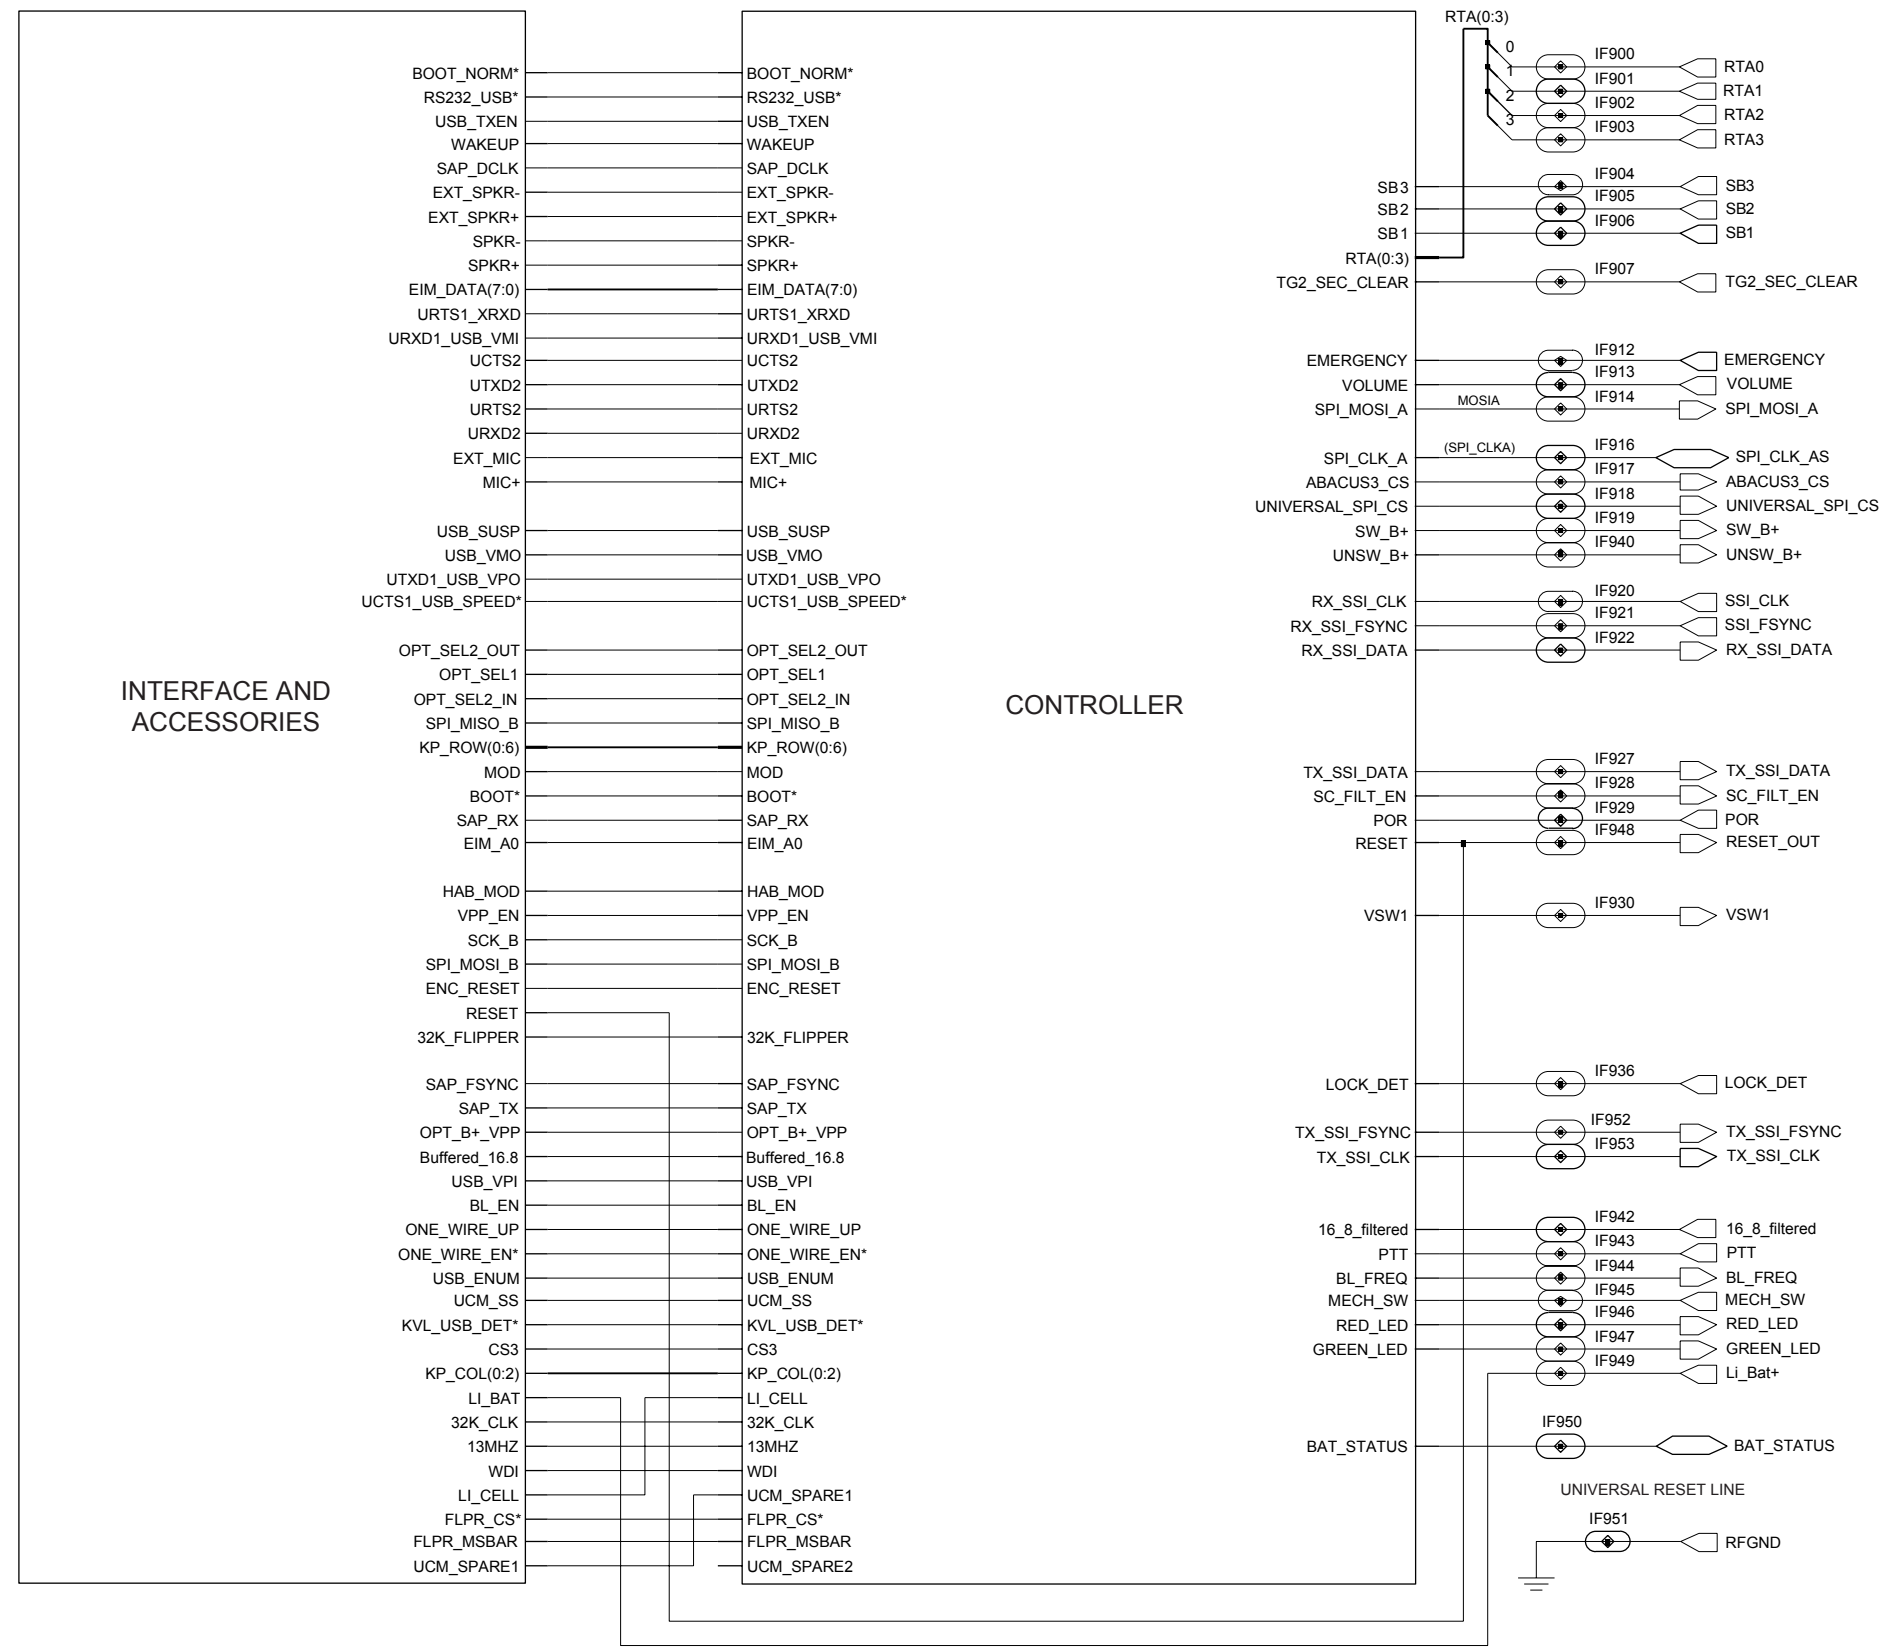 INTERFACE AND
ACCESSORIES
BOOT_NORM*
RS232_USB*
USB_TXEN
WAKEUP
SAP_DCLK
EXT_SPKR-
EXT_SPKR+
SPKR-
SPKR+
EIM_DATA(7:0)
URTS1_XRXD
URXD1_USB_VMI
UCTS2
UTXD2
URTS2
URXD2
EXT_MIC
MIC+
USB_SUSP
USB_VMO
UTXD1_USB_VPO
UCTS1_USB_SPEED*
OPT_SEL2_OUT
OPT_SEL1
OPT_SEL2_IN
SPI_MISO_B
KP_ROW(0:6)
MOD
BOOT*
SAP_RX
EIM_A0
HAB_MOD
VPP_EN
SCK_B
SPI_MOSI_B
ENC_RESET
RESET
32K_FLIPPER
SAP_FSYNC
SAP_TX
OPT_B+_VPP
Buffered_16.8
USB_VPI
BL_EN
ONE_WIRE_UP
ONE_WIRE_EN*
USB_ENUM
UCM_SS
KVL_USB_DET*
CS3
KP_COL(0:2)
LI_BAT
32K_CLK
13MHZ
WDI
LI_CELL
FLPR_CS*
FLPR_MSBAR
UCM_SPARE1
CONTROLLER
BOOT_NORM*
RS232_USB*
USB_TXEN
WAKEUP
SAP_DCLK
EXT_SPKR-
EXT_SPKR+
SPKR-
SPKR+
EIM_DATA(7:0)
URTS1_XRXD
URXD1_USB_VMI
UCTS2
UTXD2
URTS2
URXD2
EXT_MIC
MIC+
USB_SUSP
USB_VMO
UTXD1_USB_VPO
UCTS1_USB_SPEED*
OPT_SEL2_OUT
OPT_SEL1
OPT_SEL2_IN
SPI_MISO_B
KP_ROW(0:6)
MOD
BOOT*
SAP_RX
EIM_A0
HAB_MOD
VPP_EN
SCK_B
SPI_MOSI_B
ENC_RESET
32K_FLIPPER
SAP_FSYNC
SAP_TX
OPT_B+_VPP
Buffered_16.8
USB_VPI
BL_EN
ONE_WIRE_UP
ONE_WIRE_EN*
USB_ENUM
UCM_SS
KVL_USB_DET*
CS3
KP_COL(0:2)
LI_CELL
32K_CLK
13MHZ
WDI
UCM_SPARE1
FLPR_CS*
FLPR_MSBAR
UCM_SPARE2
RTA(0:3)
0 IF900 RTA0
1 IF901 RTA1
2 IF902 RTA2
3 IF903 RTA3
SB3 IF904 SB3
SB2 IF905 SB2
SB1 IF906 SB1
RTA(0:3)
TG2_SEC_CLEAR IF907 TG2_SEC_CLEAR
EMERGENCY IF912 EMERGENCY
VOLUME IF913 VOLUME
SPI_MOSI_A MOSIA IF914 SPI_MOSI_A
SPI_CLK_A (SPI_CLKA) IF916 SPI_CLK_AS
ABACUS3_CS IF917 ABACUS3_CS
UNIVERSAL_SPI_CS IF918 UNIVERSAL_SPI_CS
SW_B+ IF919 SW_B+
UNSW_B+ IF940 UNSW_B+
RX_SSI_CLK IF920 SSI_CLK
RX_SSI_FSYNC IF921 SSI_FSYNC
RX_SSI_DATA IF922 RX_SSI_DATA
TX_SSI_DATA IF927 TX_SSI_DATA
SC_FILT_EN IF928 SC_FILT_EN
POR IF929 POR
RESET IF948 RESET_OUT
VSW1 IF930 VSW1
LOCK_DET IF936 LOCK_DET
TX_SSI_FSYNC IF952 TX_SSI_FSYNC
TX_SSI_CLK IF953 TX_SSI_CLK
16_8_filtered IF942 16_8_filtered
PTT IF943 PTT
BL_FREQ IF944 BL_FREQ
MECH_SW IF945 MECH_SW
RED_LED IF946 RED_LED
GREEN_LED IF947 GREEN_LED
IF949 Li_Bat+
BAT_STATUS IF950 BAT_STATUS
UNIVERSAL RESET LINE
IF951 RFGND